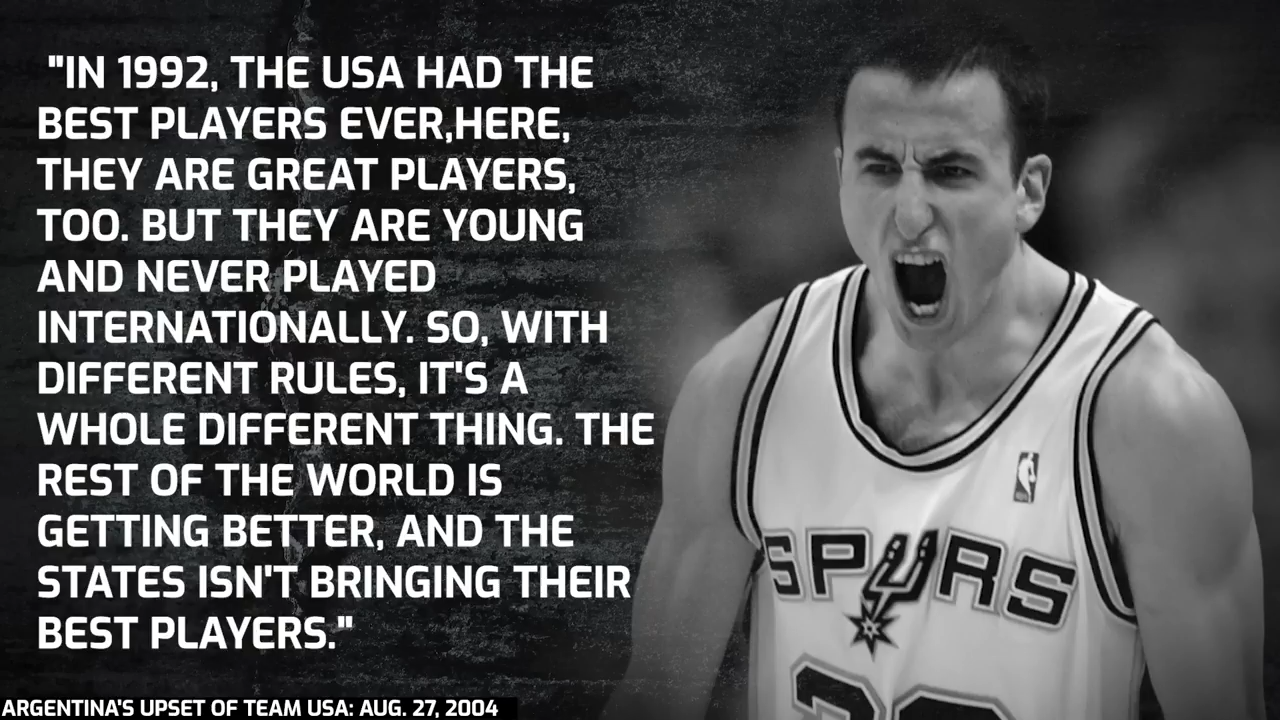 "IN 1992, THE USA HAD THE
BEST PLAYERS EVER,HERE,
THEY ARE GREAT PLAYERS,
TOO. BUT THEY ARE YOUNG
AND NEVER PLAYED
INTERNATIONALLY. SO, WITH
DIFFERENT RULES, IT'S A
WHOLE DIFFERENT THING. THE
REST OF THE WORLD IS
GETTING BETTER, AND THE
STATES ISN'T BRINGING THEIR
BEST PLAYERS."
SPURS
ARGENTINA'S UPSET OF TEAM USA: AUG. 27, 2004